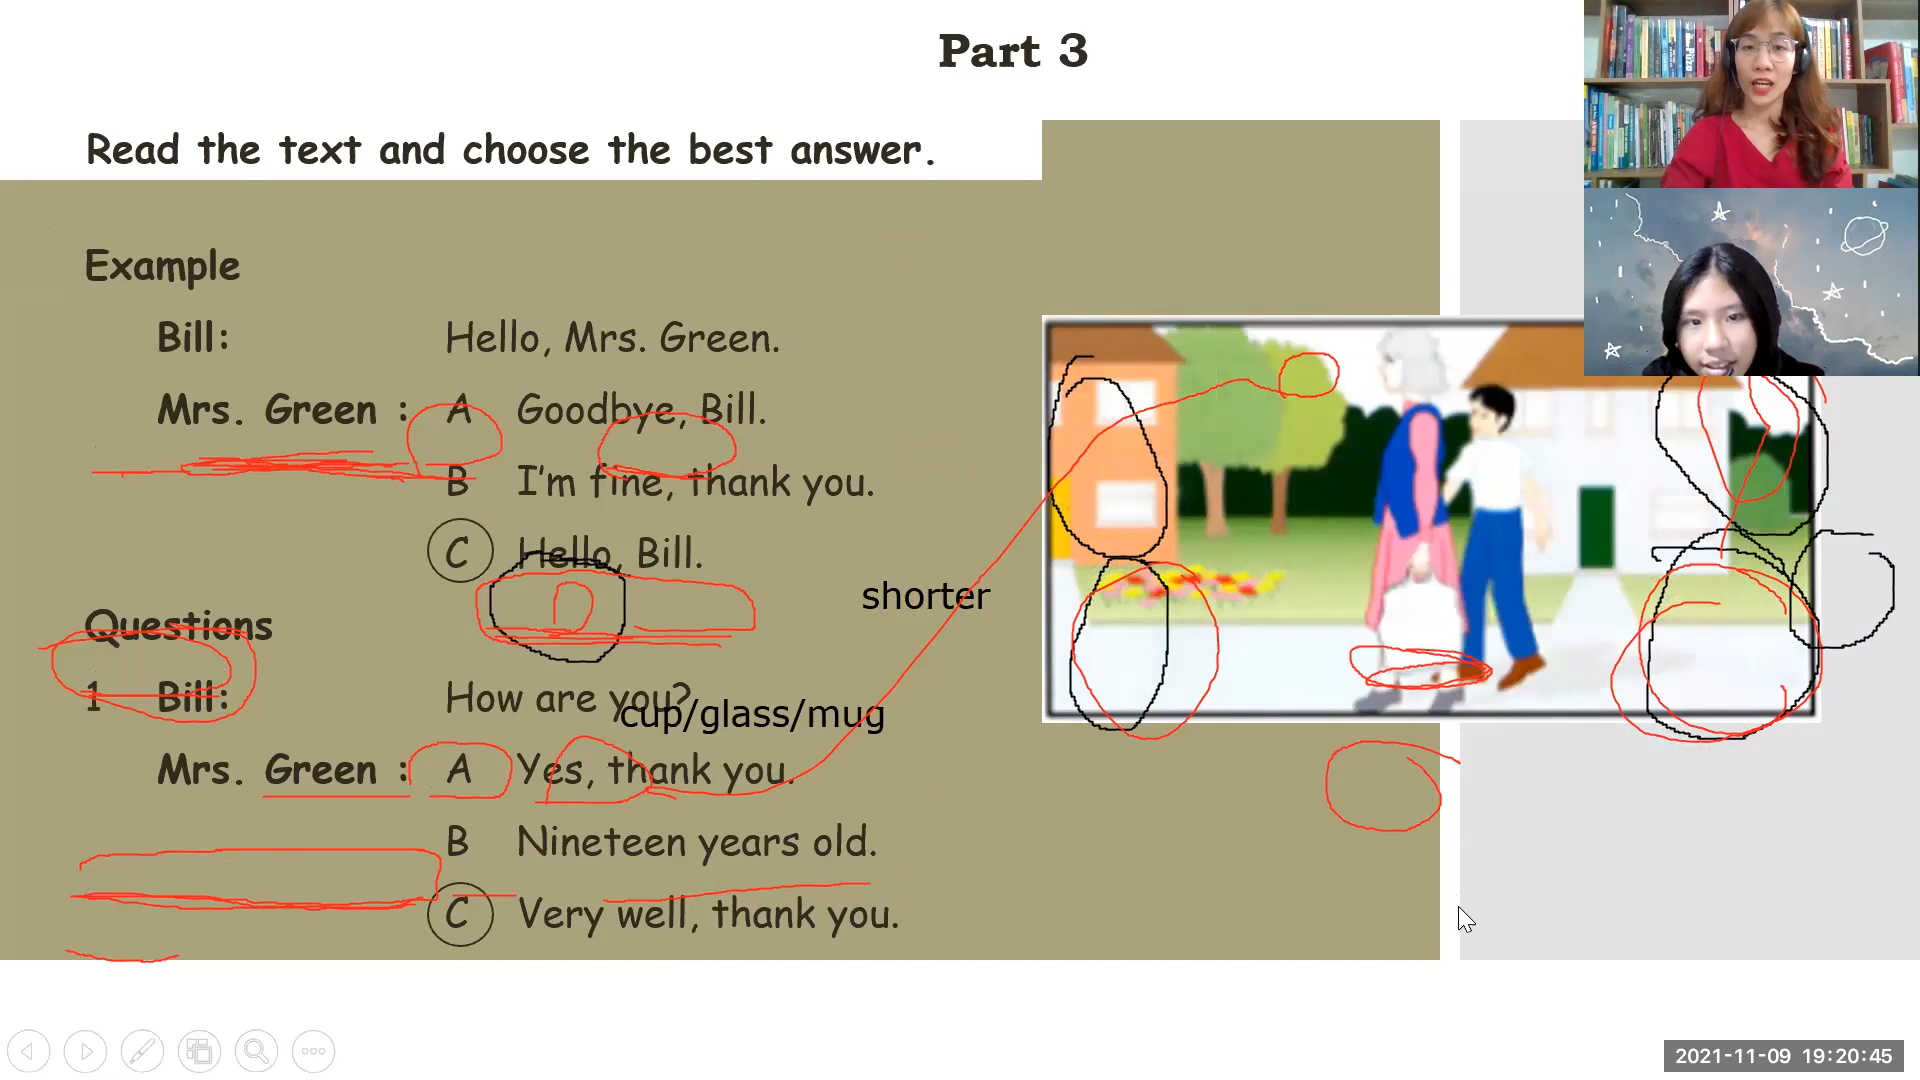 Part 3
Read the text and choose the best answer.
Example
Bill: Hello, Mrs. Green.
Mrs. Green : A Goodbye, Bill.
B I'm fine, thank you.
C Hello, Bill.
shorter
Questions
1 Bill: How are you?
cup/glass/mug
Mrs. Green : A Yes, thank you.
B Nineteen years old.
C Very well, thank you.
2021-11-09 19:20:45